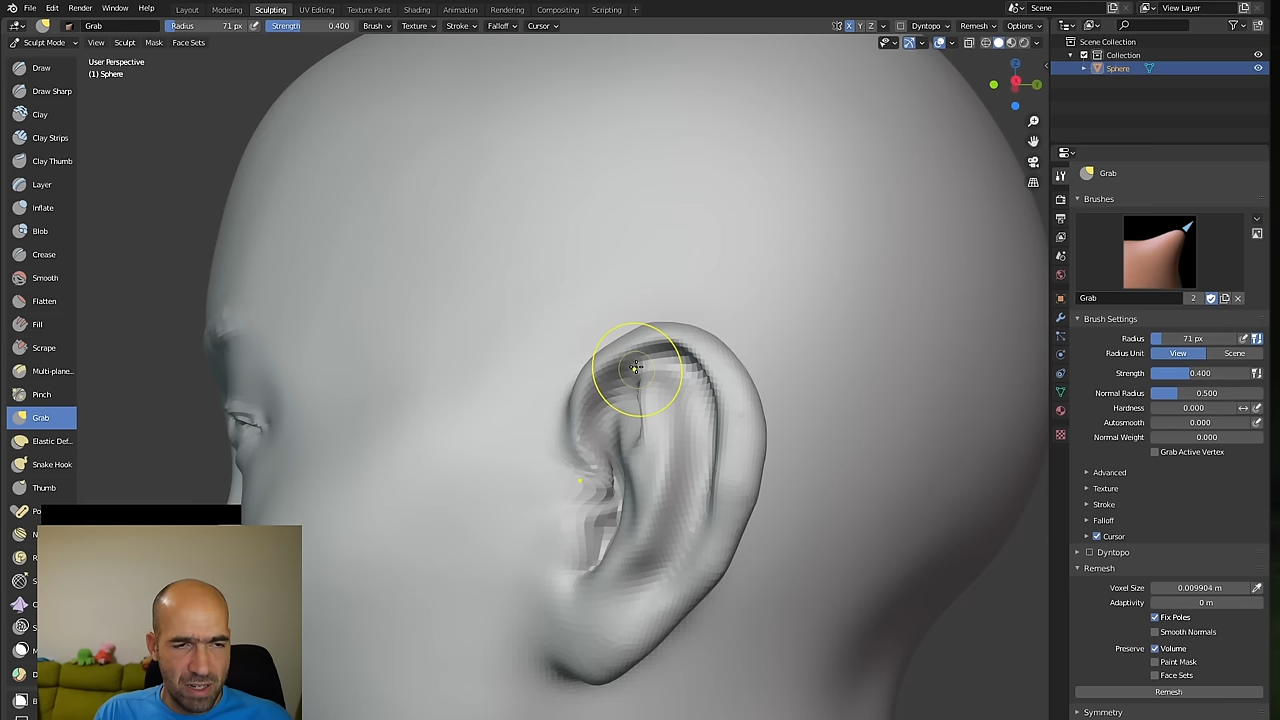 File Edit Render Window Help Layout Modeling Sculpting UV Editing Texture Paint Shading Animation Rendering Compositing Scripting + Scene View Layer
Grab Radius 71 px Strength 0.400 Brush Texture Stroke Falloff Cursor X Y Z Dyntopo Remesh Options
Sculpt Mode View Sculpt Mask Face Sets
User Perspective
(1) Sphere
Scene Collection
Collection
Sphere
Draw
Draw Sharp
Clay
Clay Strips
Clay Thumb
Layer
Inflate
Blob
Crease
Smooth
Flatten
Fill
Scrape
Multi-plane...
Pinch
Grab
Elastic Def...
Snake Hook
Thumb
Grab
Brushes
Grab 2
Brush Settings
Radius 71 px
Radius Unit View Scene
Strength 0.400
Normal Radius 0.500
Hardness 0.000
Autosmooth 0.000
Normal Weight 0.000
Grab Active Vertex
Advanced
Texture
Stroke
Falloff
Cursor
Dyntopo
Remesh
Voxel Size 0.009904 m
Adaptivity 0 m
Fix Poles
Smooth Normals
Preserve Volume
Paint Mask
Face Sets
Remesh
Symmetry